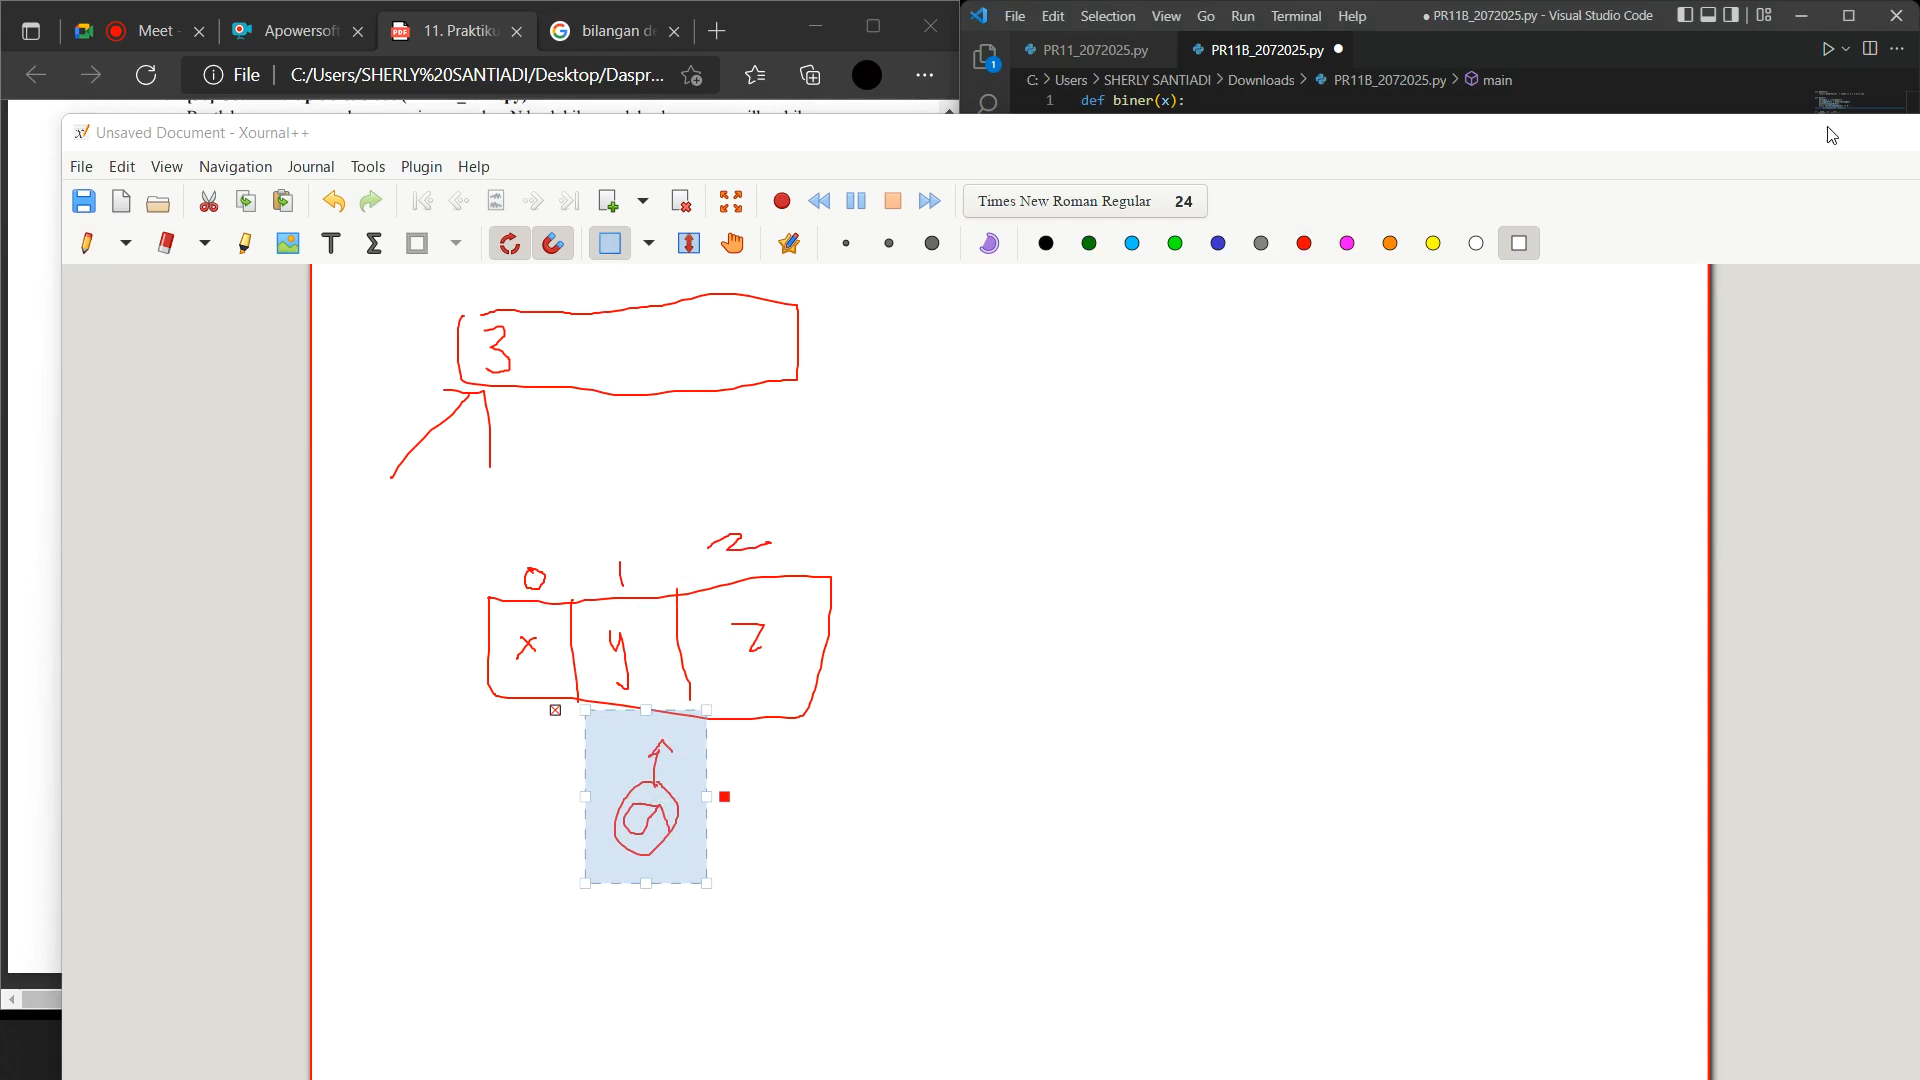 Meet
Apowersoft
11. Praktiku
bilangan de
File
C:/Users/SHERLY%20SANTIADI/Desktop/Daspr...
File Edit Selection View Go Run Terminal Help
● PR11B_2072025.py - Visual Studio Code
PR11_2072025.py
PR11B_2072025.py
C: > Users > SHERLY SANTIADI > Downloads > PR11B_2072025.py > main
1
1 def biner(x):
Unsaved Document - Xournal++
File Edit View Navigation Journal Tools Plugin Help
Times New Roman Regular 24
3
0 1 2
x y z